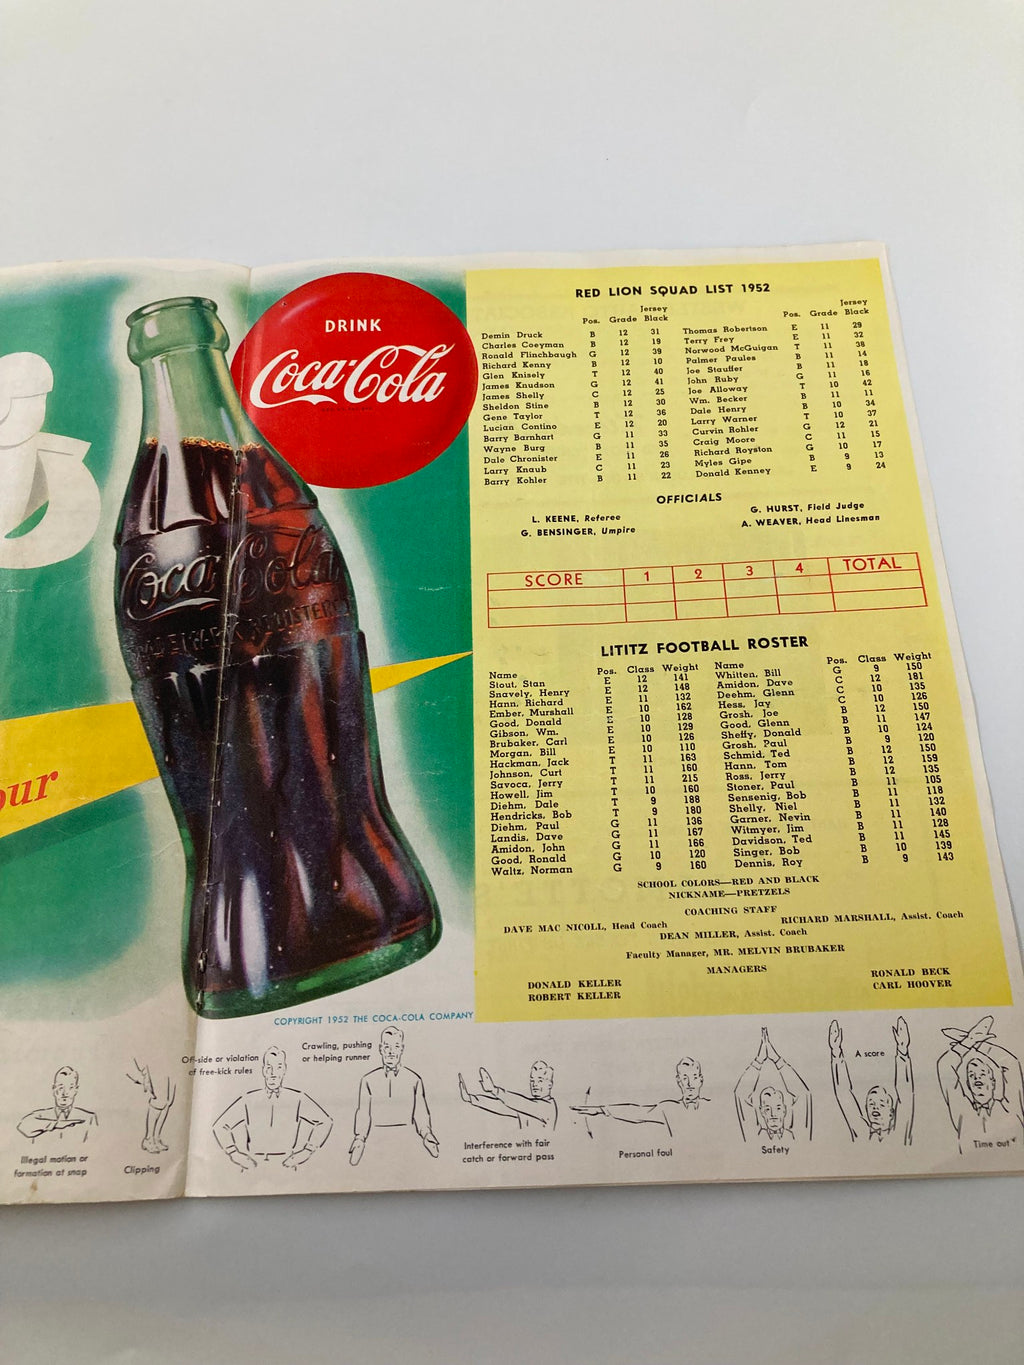 our
DRINK
Coca-Cola
Coca-Cola
COPYRIGHT 1952 THE COCA-COLA COMPANY
RED LION SQUAD LIST 1952
Pos. Grade Jersey Black
Demin Druck B 12 31
Charles Coeyman B 12 19
Ronald Flinchbaugh G 12 39
Richard Kenny B 12 10
Glen Knisely T 12 40
James Knudson G 12 41
James Shelly C 12 25
Sheldon Stine B 12 30
Gene Taylor T 12 36
Lucian Contino E 12 20
Barry Barnhart G 11 33
Wayne Burg B 11 35
Dale Chronister E 11 26
Larry Knaub C 11 23
Barry Kohler B 11 22
Pos. Grade Jersey Black
Thomas Robertson E 11 29
Terry Frey E 11 32
Norwood McGuigan T 11 38
Palmer Paules B 11 14
Joe Stauffer B 11 18
John Ruby G 11 16
Joe Alloway T 10 42
Wm. Becker B 11 11
Dale Henry B 10 34
Larry Warner T 10 37
Curvin Rohler G 12 21
Craig Moore C 11 15
Richard Royston G 10 17
Myles Gipe B 9 13
Donald Kenney E 9 24
OFFICIALS
L. KEENE, Referee
G. BENSINGER, Umpire
G. HURST, Field Judge
A. WEAVER, Head Linesman
SCORE 1 2 3 4 TOTAL
LITITZ FOOTBALL ROSTER
Name Pos. Class Weight
Stout, Stan E 12 141
Snavely, Henry E 12 148
Hann, Richard E 11 132
Ember, Murshall E 10 162
Good, Donald E 10 128
Gibson, Wm. E 10 129
Brubaker, Carl E 10 126
Morgan, Bill E 10 110
Hackman, Jack T 11 163
Johnson, Curt T 11 160
Savoca, Jerry T 11 215
Howell, Jim T 10 160
Diehm, Dale T 9 188
Hendricks, Bob T 9 180
Diehm, Paul G 11 136
Landis, Dave G 11 167
Amidon, John G 11 166
Good, Ronald G 10 120
Waltz, Norman G 9 160
Name Pos. Class Weight
Whitten, Bill G 9 150
Amidon, Dave C 12 181
Deehm, Glenn C 10 135
Hess, Jay C 10 126
Grosh, Joe B 12 150
Good, Glenn B 11 147
Sheffy, Donald B 10 124
Grosh, Paul B 9 120
Schmid, Ted B 12 150
Hann, Tom B 12 159
Ross, Jerry B 12 135
Stoner, Paul B 11 105
Sensenig, Bob B 11 118
Shelly, Niel B 11 132
Garner, Nevin B 11 140
Witmyer, Jim B 11 128
Davidson, Ted B 11 145
Singer, Bob B 10 139
Dennis, Roy B 9 143
SCHOOL COLORS—RED AND BLACK
NICKNAME—PRETZELS
COACHING STAFF
DAVE MAC NICOLL, Head Coach RICHARD MARSHALL, Assist. Coach
DEAN MILLER, Assist. Coach
Faculty Manager, MR. MELVIN BRUBAKER
MANAGERS
DONALD KELLER RONALD BECK
ROBERT KELLER CARL HOOVER
Illegal motion or
formation at snap
Clipping
Off-side or violation
of free-kick rules
Crawling, pushing
or helping runner
Interference with fair
catch or forward pass
Personal foul
Safety
A score
Time out